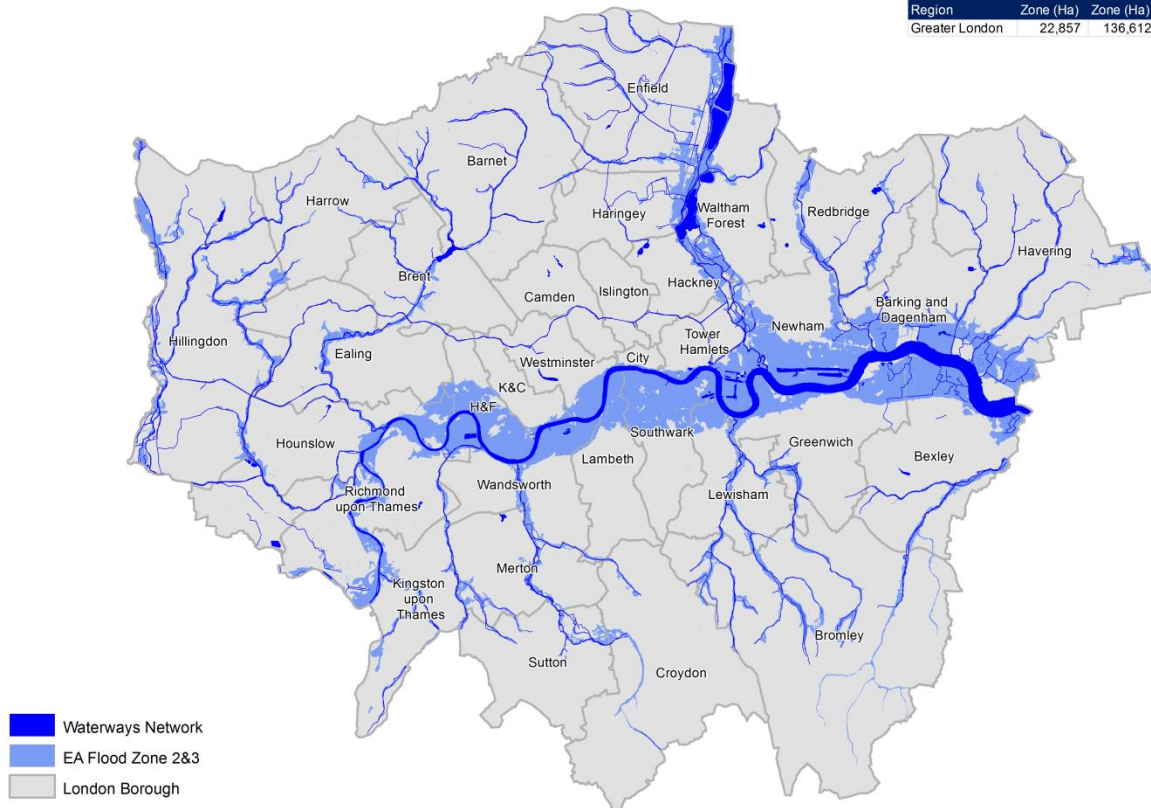 Region Zone (Ha) Zone (Ha)
Greater London 22,857 136,612
Enfield
Barnet
Harrow
Haringey
Waltham
Forest
Redbridge
Havering
Brent
Camden
Islington
Hackney
Barking and
Dagenham
Hillingdon
Ealing
Westminster
City
Tower
Hamlets
Newham
K&C
H&F
Hounslow
Southwark
Greenwich
Bexley
Lambeth
Wandsworth
Richmond
upon Thames
Lewisham
Merton
Kingston
upon
Thames
Bromley
Sutton
Croydon
Waterways Network
EA Flood Zone 2&3
London Borough